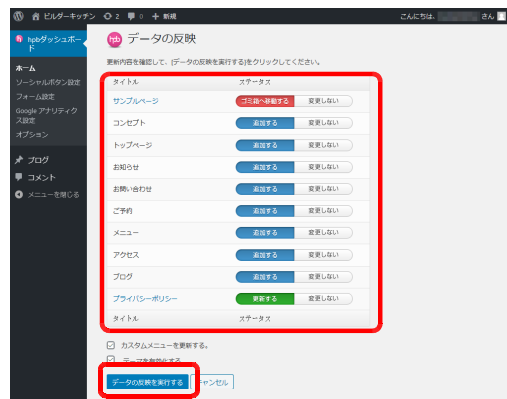 ビルダーキッチン 2 0 + 新規 こんにちは、 さん
hpbダッシュボード
ホーム
ソーシャルボタン設定
フォーム設定
Google アナリティクス設定
オプション
ブログ
コメント
メニューを閉じる
hpb データの反映
更新内容を確認して、[データの反映を実行する]をクリックしてください。
タイトル ステータス
サンプルページ ゴミ箱へ移動する 変更しない
コンセプト 追加する 変更しない
トップページ 追加する 変更しない
お知らせ 追加する 変更しない
お問い合わせ 追加する 変更しない
ご予約 追加する 変更しない
メニュー 追加する 変更しない
アクセス 追加する 変更しない
ブログ 追加する 変更しない
プライバシーポリシー 更新する 変更しない
タイトル ステータス
カスタムメニューを更新する。
テーマを有効化する
データの反映を実行する キャンセル